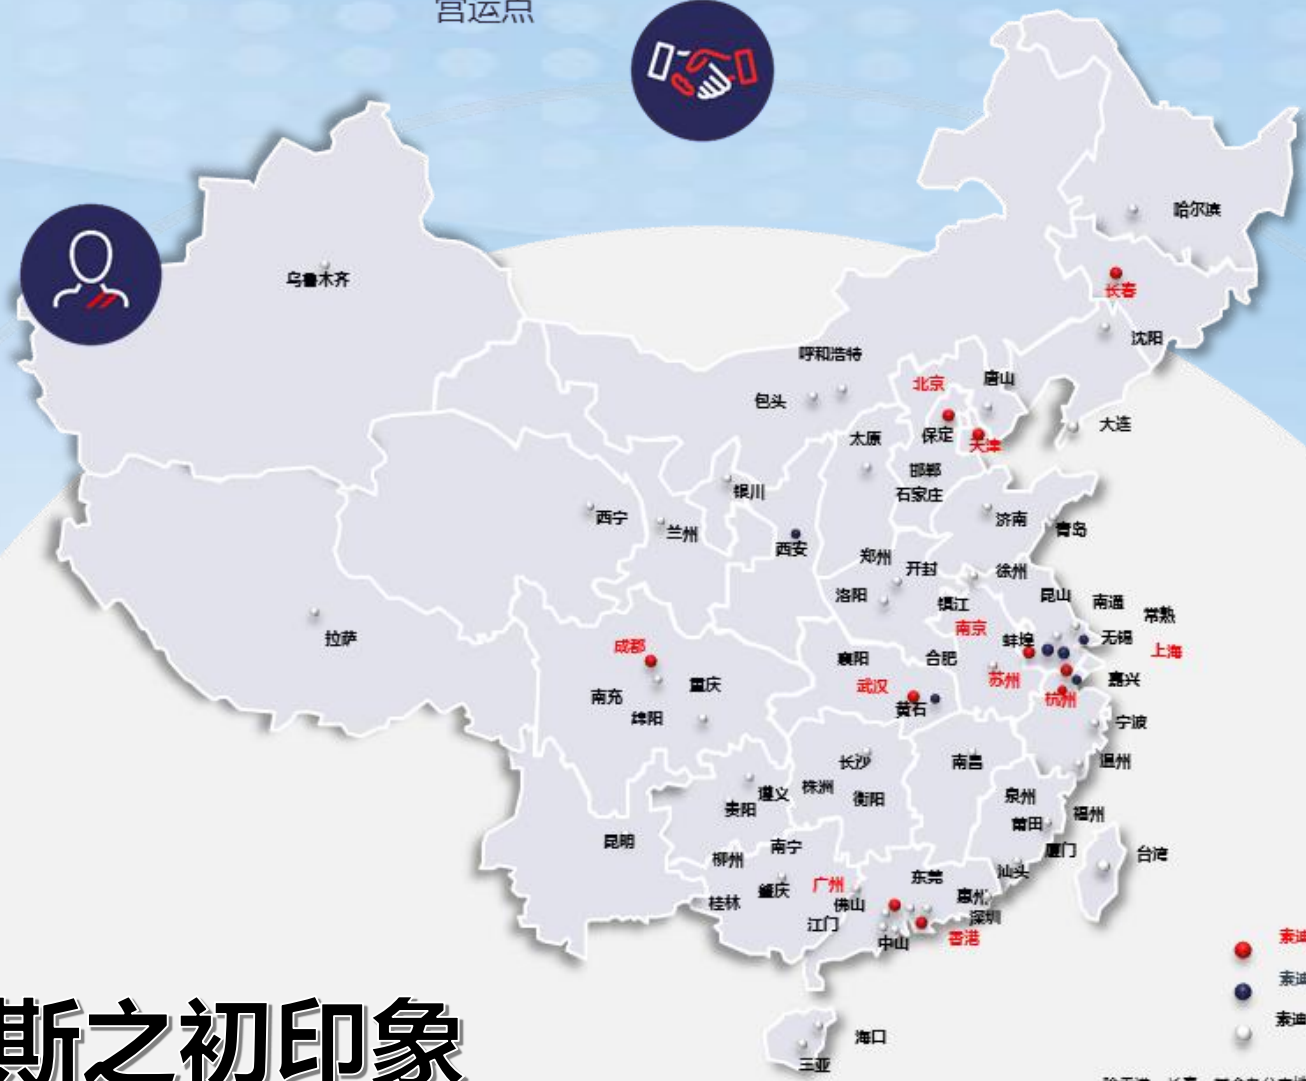 营运点
哈尔滨
乌鲁木齐
长春
沈阳
呼和浩特
北京
唐山
包头
大连
太原
保定
天津
邯郸
石家庄
银川
西宁
兰州
济南
青岛
西安
郑州
开封
徐州
洛阳
镇江
昆山
南通
常熟
拉萨
南京
蚌埠
无锡
上海
成都
襄阳
合肥
苏州
嘉兴
南充
重庆
武汉
杭州
绵阳
黄石
宁波
长沙
南昌
温州
株洲
遵义
衡阳
泉州
贵阳
福州
莆田
昆明
南宁
厦门
台湾
柳州
汕头
东莞
广州
肇庆
惠州
桂林
佛山
深圳
江门
中山
香港
素迪
素迪
素迪
斯之初印象
海口
三亚